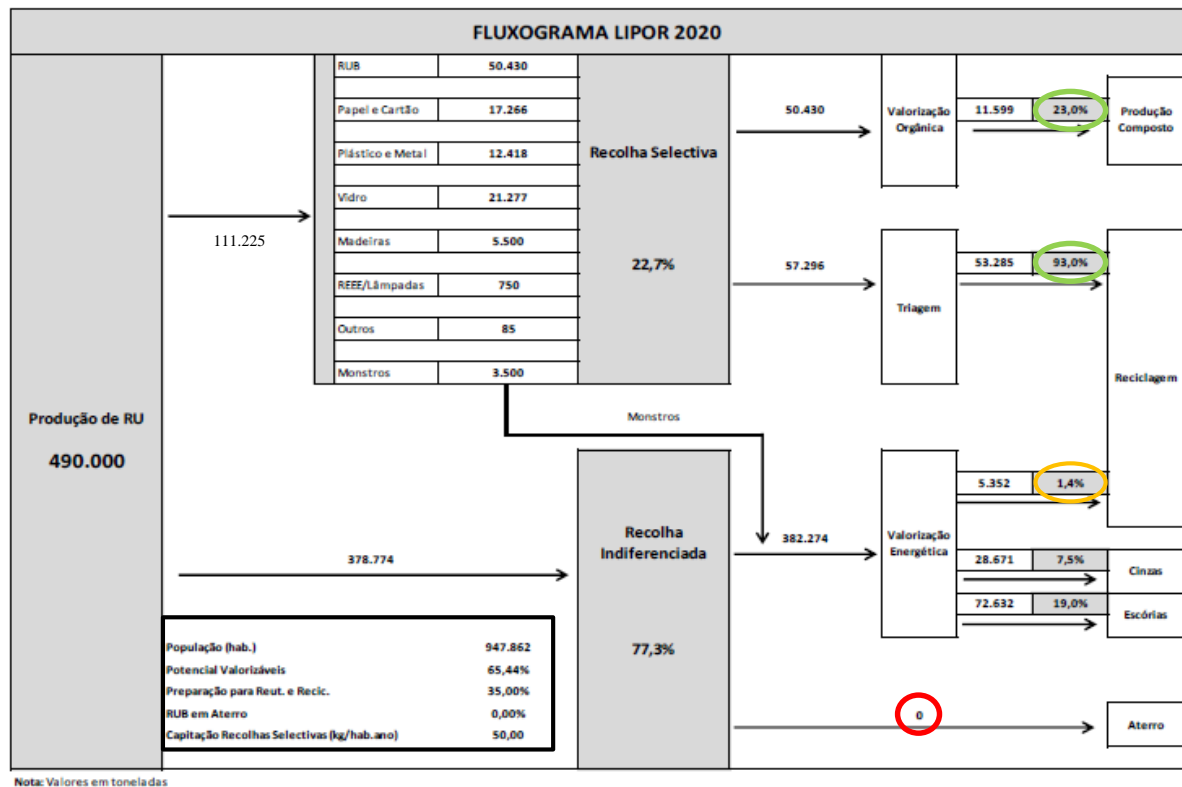 FLUXOGRAMA LIPOR 2020
RUB 50.430
Papel e Cartão 17.266
Plástico e Metal 12.418
Vidro 21.277
Madeiras 5.500
REEE/Lâmpadas 750
Outros 85
Monstros 3.500
111.225
Recolha Selectiva
22,7%
50.430
Valorização
Orgânica
11.599 23,0%
Produção
Composto
57.296
Triagem
53.285 93,0%
Reciclagem
Monstros
Produção de RU
490.000
378.774
Recolha
Indiferenciada
77,3%
382.274
Valorização
Energética
5.352 1,4%
28.671 7,5%
Cinzas
72.632 19,0%
Escórias
População (hab.) 947.862
Potencial Valorizáveis 65,44%
Preparação para Reut. e Recic. 35,00%
RUB em Aterro 0,00%
Capitação Recolhas Selectivas (kg/hab.ano) 50,00
0
Aterro
Nota: Valores em toneladas